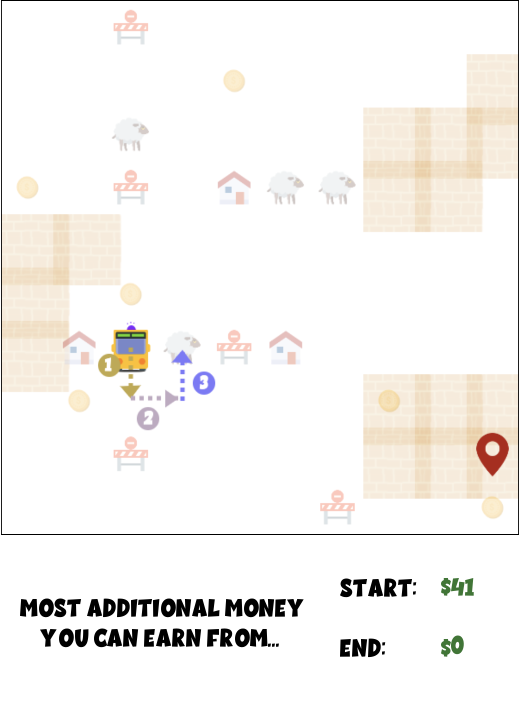 1
2
3
MOST ADDITIONAL MONEY
YOU CAN EARN FROM...
START: $41
END: $0